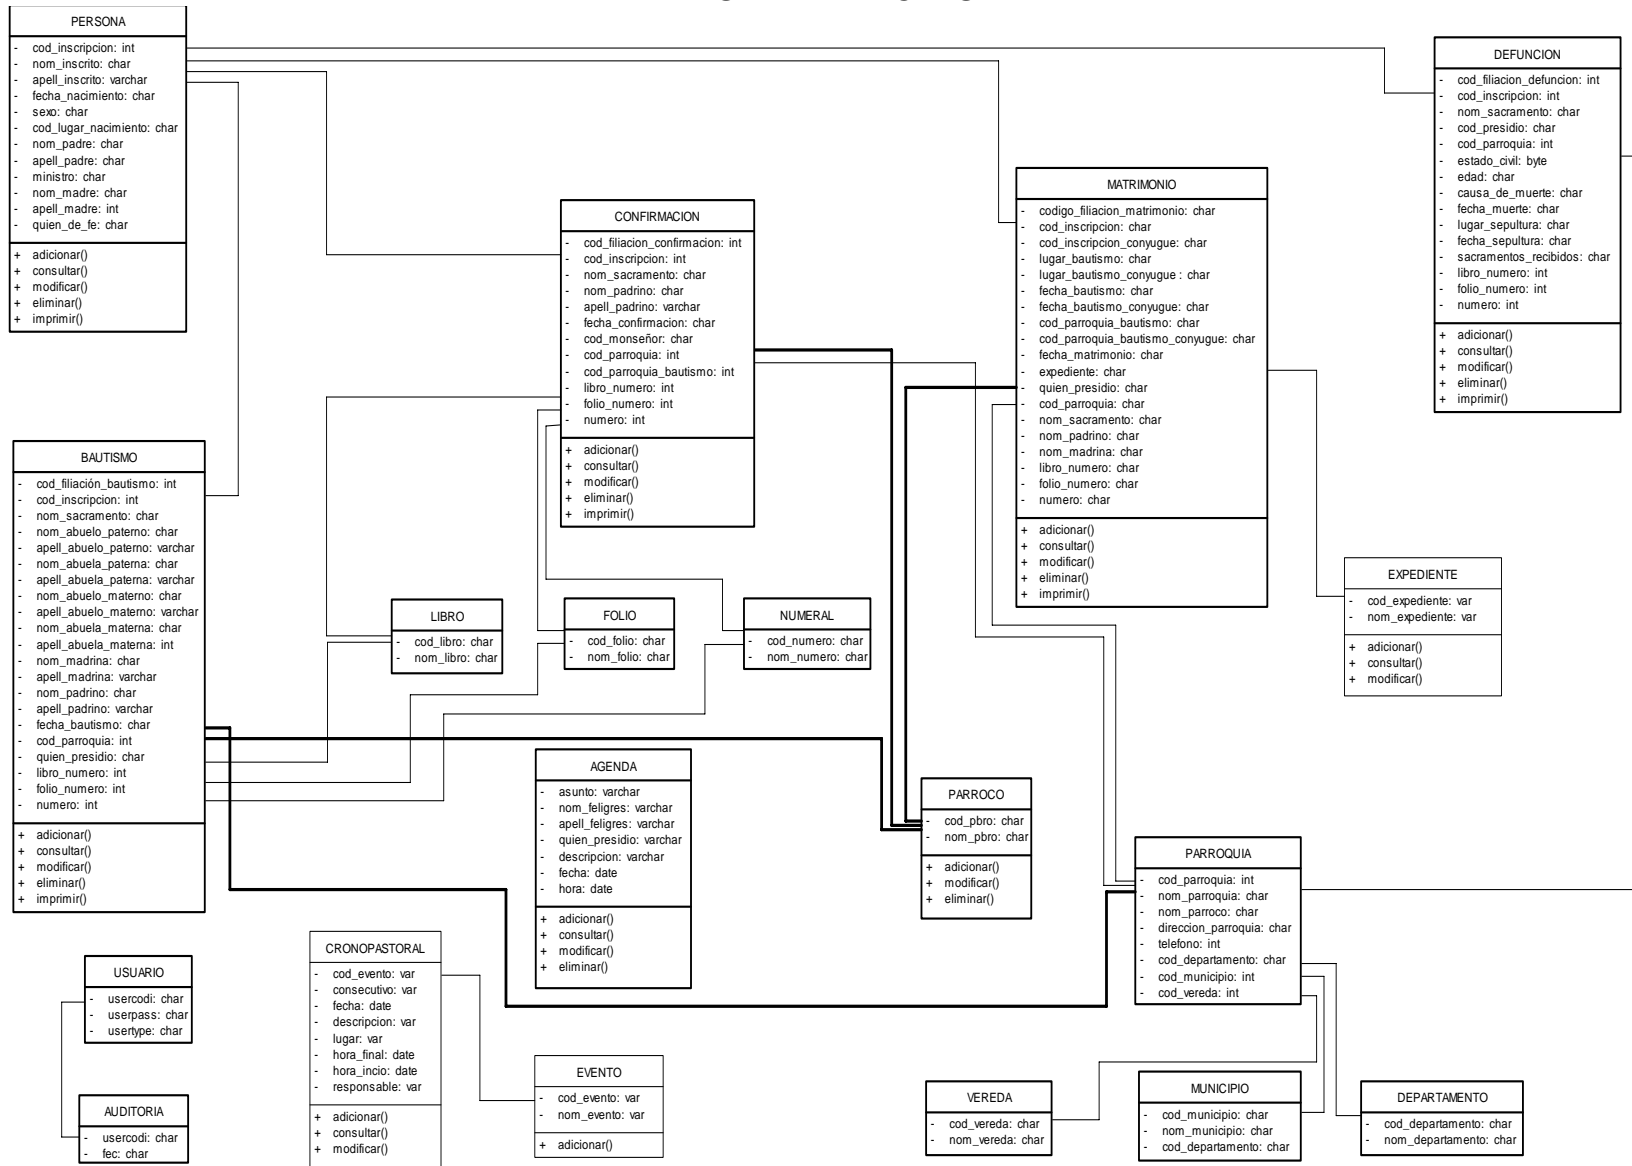 PERSONA
- cod_inscripcion: int
- nom_inscrito: char
- apell_inscrito: varchar
- fecha_nacimiento: char
- sexo: char
- cod_lugar_nacimiento: char
- nom_padre: char
- apell_padre: char
- ministro: char
- nom_madre: char
- apell_madre: int
- quien_de_fe: char
+ adicionar()
+ consultar()
+ modificar()
+ eliminar()
+ imprimir()
DEFUNCION
- cod_filiacion_defuncion: int
- cod_inscripcion: int
- nom_sacramento: char
- cod_presidio: char
- cod_parroquia: int
- estado_civil: byte
- edad: char
- causa_de_muerte: char
- fecha_muerte: char
- lugar_sepultura: char
- fecha_sepultura: char
- sacramentos_recibidos: char
- libro_numero: int
- folio_numero: int
- numero: int
+ adicionar()
+ consultar()
+ modificar()
+ eliminar()
+ imprimir()
MATRIMONIO
- codigo_filiacion_matrimonio: char
- cod_inscripcion: char
- cod_inscripcion_conyugue: char
- lugar_bautismo: char
- lugar_bautismo_conyugue : char
- fecha_bautismo: char
- fecha_bautismo_conyugue: char
- cod_parroquia_bautismo: char
- cod_parroquia_bautismo_conyugue: char
- fecha_matrimonio: char
- expediente: char
- quien_presidio: char
- cod_parroquia: char
- nom_sacramento: char
- nom_padrino: char
- nom_madrina: char
- libro_numero: char
- folio_numero: char
- numero: char
+ adicionar()
+ consultar()
+ modificar()
+ eliminar()
+ imprimir()
CONFIRMACION
- cod_filiacion_confirmacion: int
- cod_inscripcion: int
- nom_sacramento: char
- nom_padrino: char
- apell_padrino: varchar
- fecha_confirmacion: char
- cod_monseñor: char
- cod_parroquia: int
- cod_parroquia_bautismo: int
- libro_numero: int
- folio_numero: int
- numero: int
+ adicionar()
+ consultar()
+ modificar()
+ eliminar()
+ imprimir()
BAUTISMO
- cod_filiación_bautismo: int
- cod_inscripcion: int
- nom_sacramento: char
- nom_abuelo_paterno: char
- apell_abuelo_paterno: varchar
- nom_abuela_paterna: char
- apell_abuela_paterna: varchar
- nom_abuelo_materno: char
- apell_abuelo_materno: varchar
- nom_abuela_materna: char
- apell_abuela_materna: int
- nom_madrina: char
- apell_madrina: varchar
- nom_padrino: char
- apell_padrino: varchar
- fecha_bautismo: char
- cod_parroquia: int
- quien_presidio: char
- libro_numero: int
- folio_numero: int
- numero: int
+ adicionar()
+ consultar()
+ modificar()
+ eliminar()
+ imprimir()
EXPEDIENTE
- cod_expediente: var
- nom_expediente: var
+ adicionar()
+ consultar()
+ modificar()
LIBRO
- cod_libro: char
- nom_libro: char
FOLIO
- cod_folio: char
- nom_folio: char
NUMERAL
- cod_numero: char
- nom_numero: char
AGENDA
- asunto: varchar
- nom_feligres: varchar
- apell_feligres: varchar
- quien_presidio: varchar
- descripcion: varchar
- fecha: date
- hora: date
+ adicionar()
+ consultar()
+ modificar()
+ eliminar()
PARROCO
- cod_pbro: char
- nom_pbro: char
+ adicionar()
+ modificar()
+ eliminar()
PARROQUIA
- cod_parroquia: int
- nom_parroquia: char
- nom_parroco: char
- direccion_parroquia: char
- telefono: int
- cod_departamento: char
- cod_municipio: int
- cod_vereda: int
USUARIO
- usercodi: char
- userpass: char
- usertype: char
CRONOPASTORAL
- cod_evento: var
- consecutivo: var
- fecha: date
- descripcion: var
- lugar: var
- hora_final: date
- hora_incio: date
- responsable: var
+ adicionar()
+ consultar()
+ modificar()
EVENTO
- cod_evento: var
- nom_evento: var
+ adicionar()
AUDITORIA
- usercodi: char
- fec: char
VEREDA
- cod_vereda: char
- nom_vereda: char
MUNICIPIO
- cod_municipio: char
- nom_municipio: char
- cod_departamento: char
DEPARTAMENTO
- cod_departamento: char
- nom_departamento: char